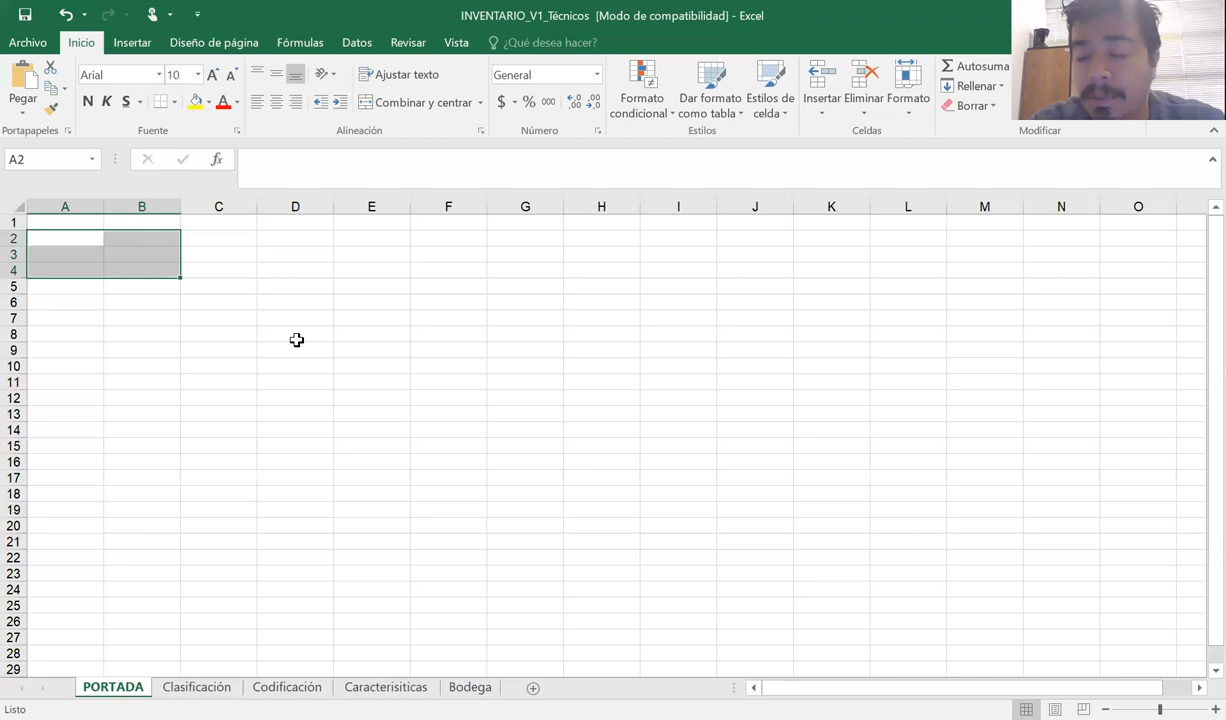 INVENTARIO_V1_Técnicos [Modo de compatibilidad] - Excel
Archivo Inicio Insertar Diseño de página Fórmulas Datos Revisar Vista ¿Qué desea hacer?
Pegar
Arial 10
N K S
Ajustar texto
Combinar y centrar
General
$ % 000
Formato condicional
Dar formato como tabla
Estilos de celda
Insertar Eliminar Formato
Autosuma
Rellenar
Borrar
Portapapeles Fuente Alineación Número Estilos Celdas Modificar
A2 fx
A B C D E F G H I J K L M N O
1
2
3
4
5
6
7
8
9
10
11
12
13
14
15
16
17
18
19
20
21
22
23
24
25
26
27
28
29
PORTADA Clasificación Codificación Caracterisiticas Bodega
Listo